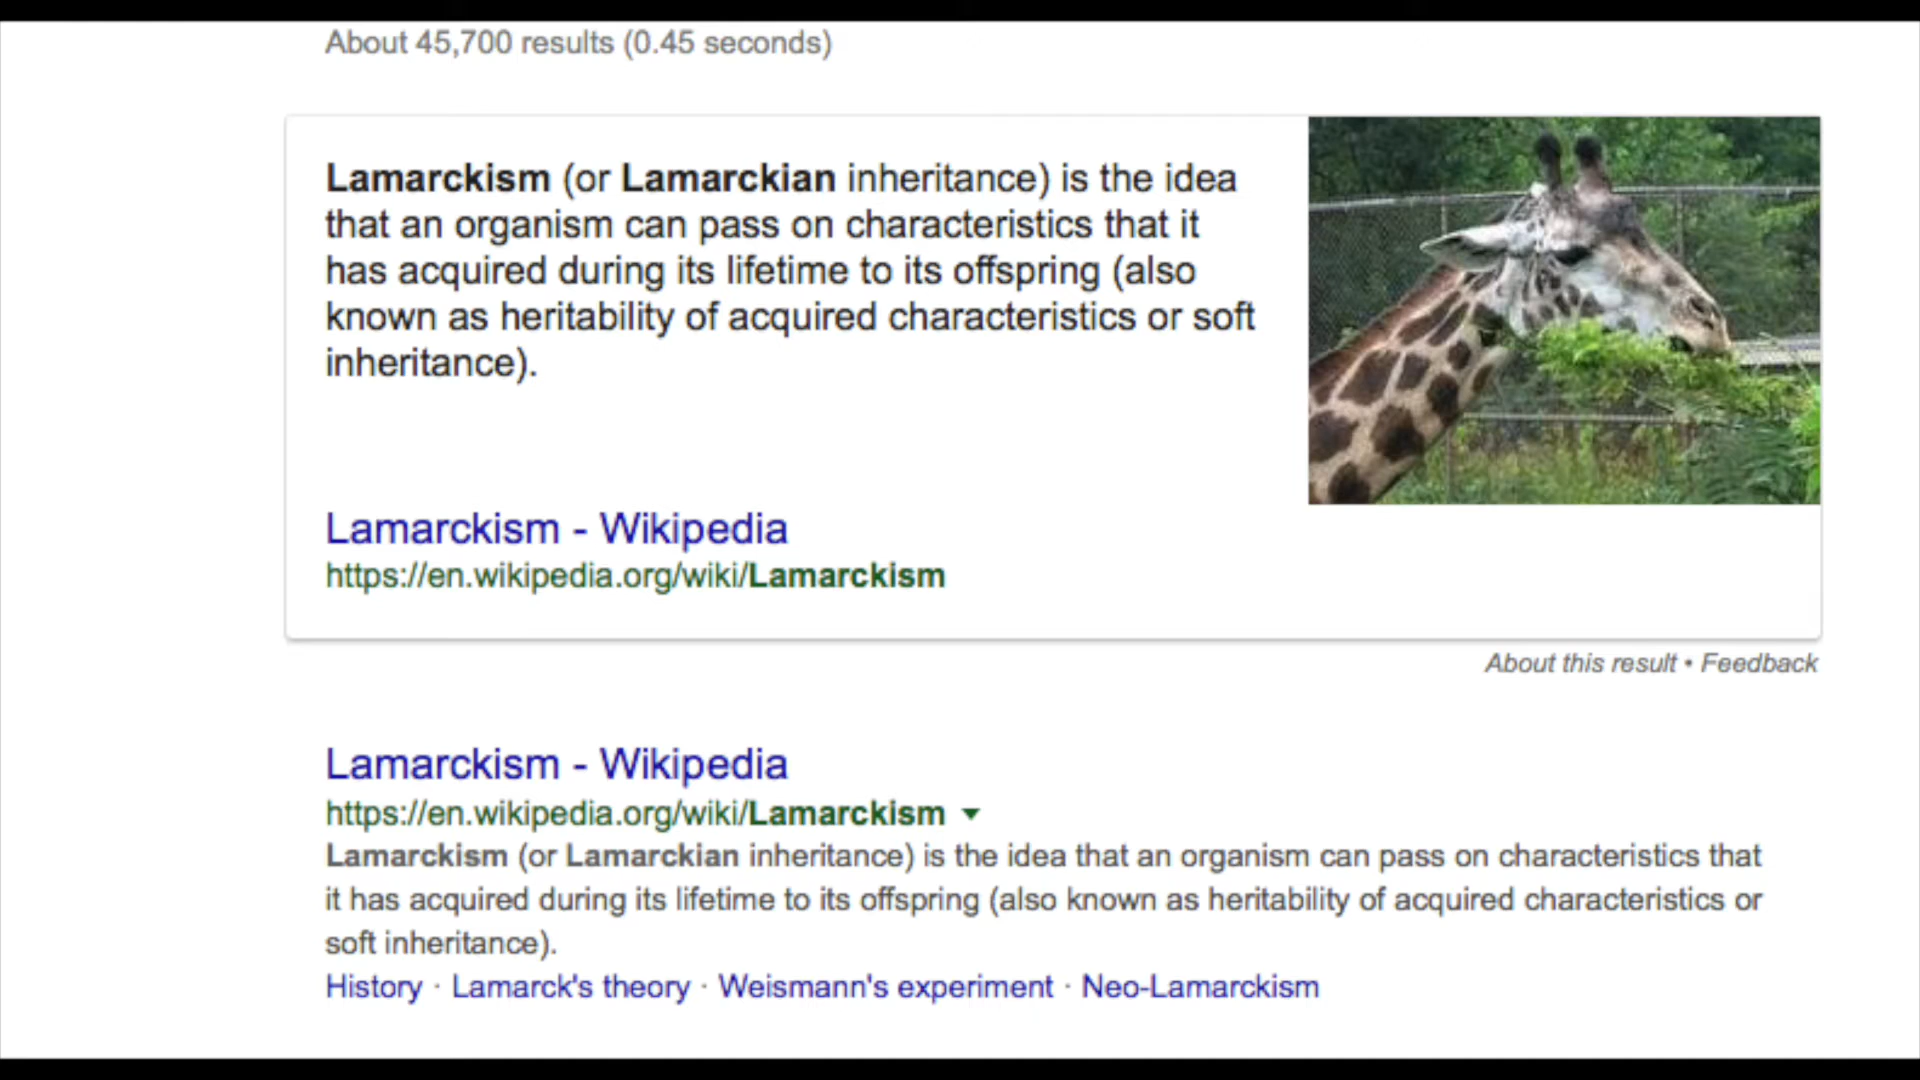 About 45,700 results (0.45 seconds)
Lamarckism (or Lamarckian inheritance) is the idea
that an organism can pass on characteristics that it
has acquired during its lifetime to its offspring (also
known as heritability of acquired characteristics or soft
inheritance).
Lamarckism - Wikipedia
https://en.wikipedia.org/wiki/Lamarckism
About this result • Feedback
Lamarckism - Wikipedia
https://en.wikipedia.org/wiki/Lamarckism
Lamarckism (or Lamarckian inheritance) is the idea that an organism can pass on characteristics that
it has acquired during its lifetime to its offspring (also known as heritability of acquired characteristics or
soft inheritance).
History · Lamarck's theory · Weismann's experiment · Neo-Lamarckism